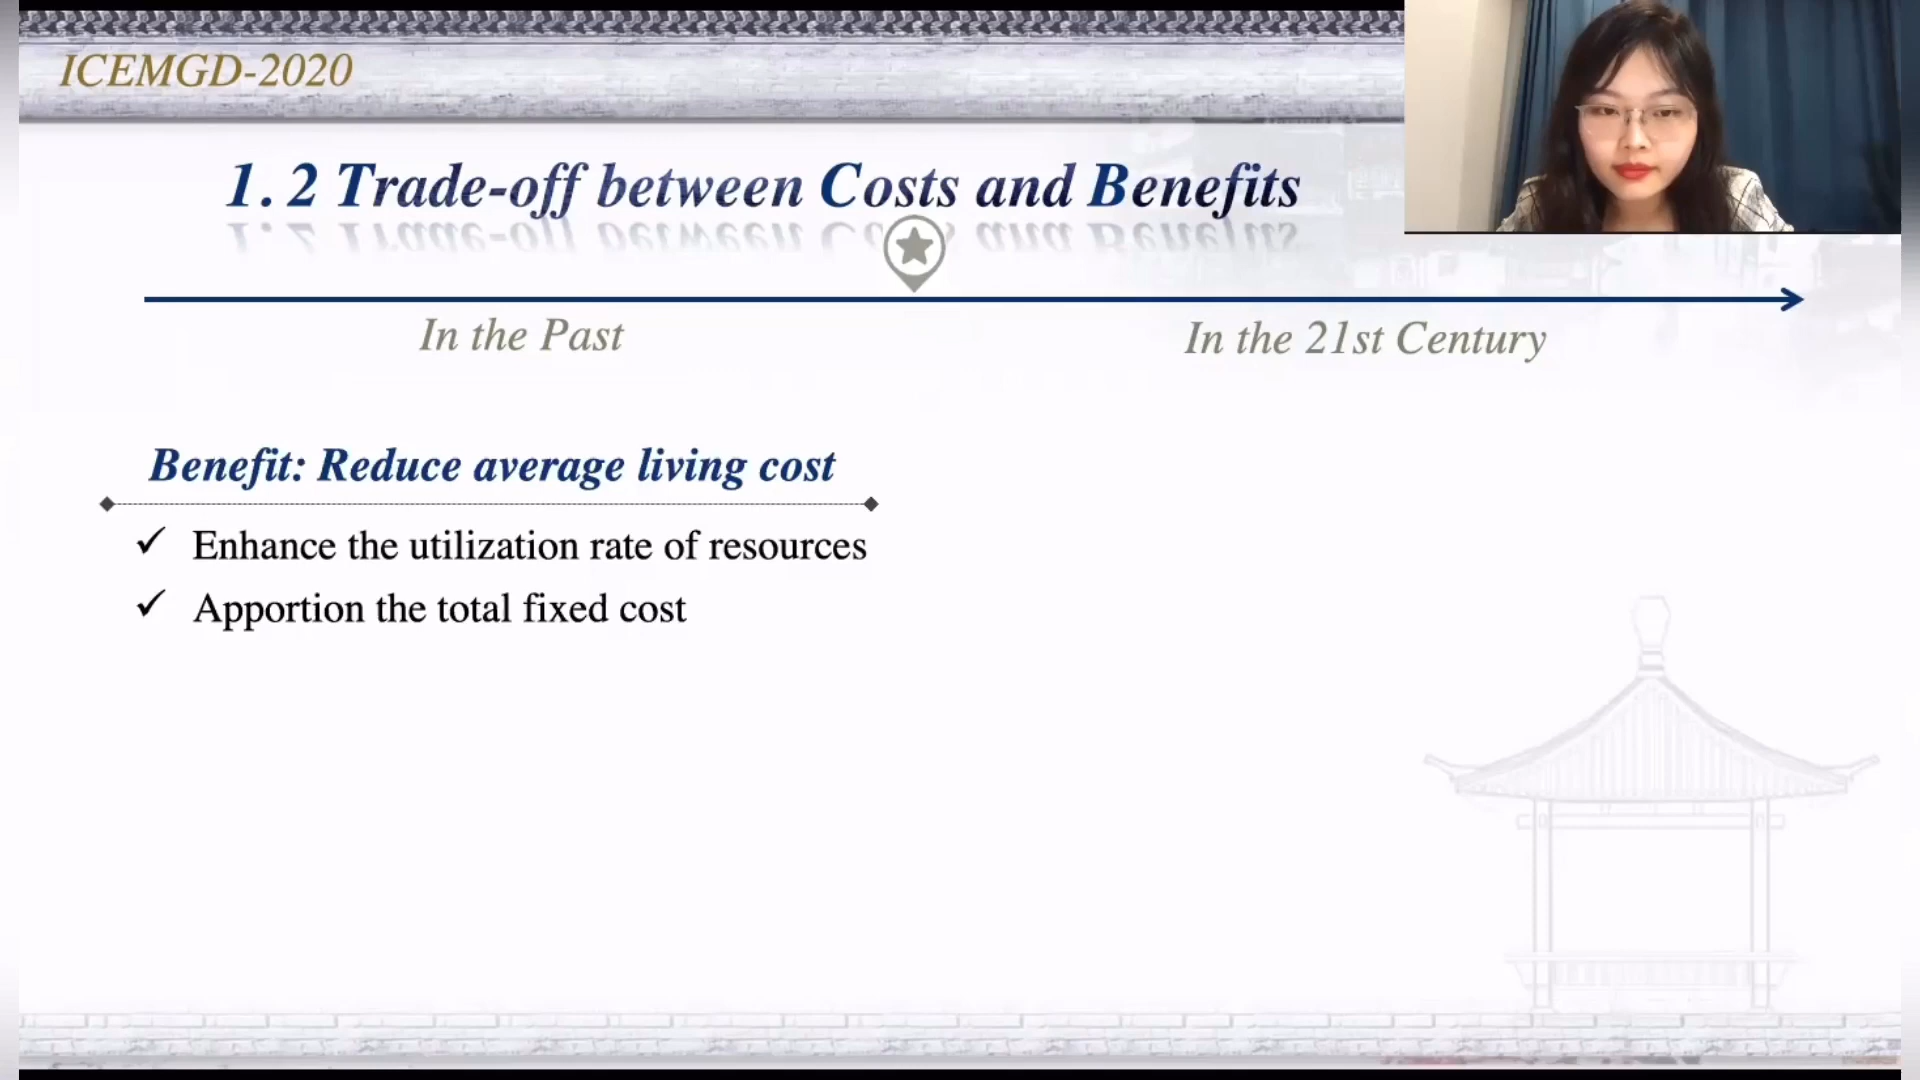 ICEMGD-2020
1. 2 Trade-off between Costs and Benefits
In the Past
In the 21st Century
Benefit: Reduce average living cost
✓ Enhance the utilization rate of resources
✓ Apportion the total fixed cost